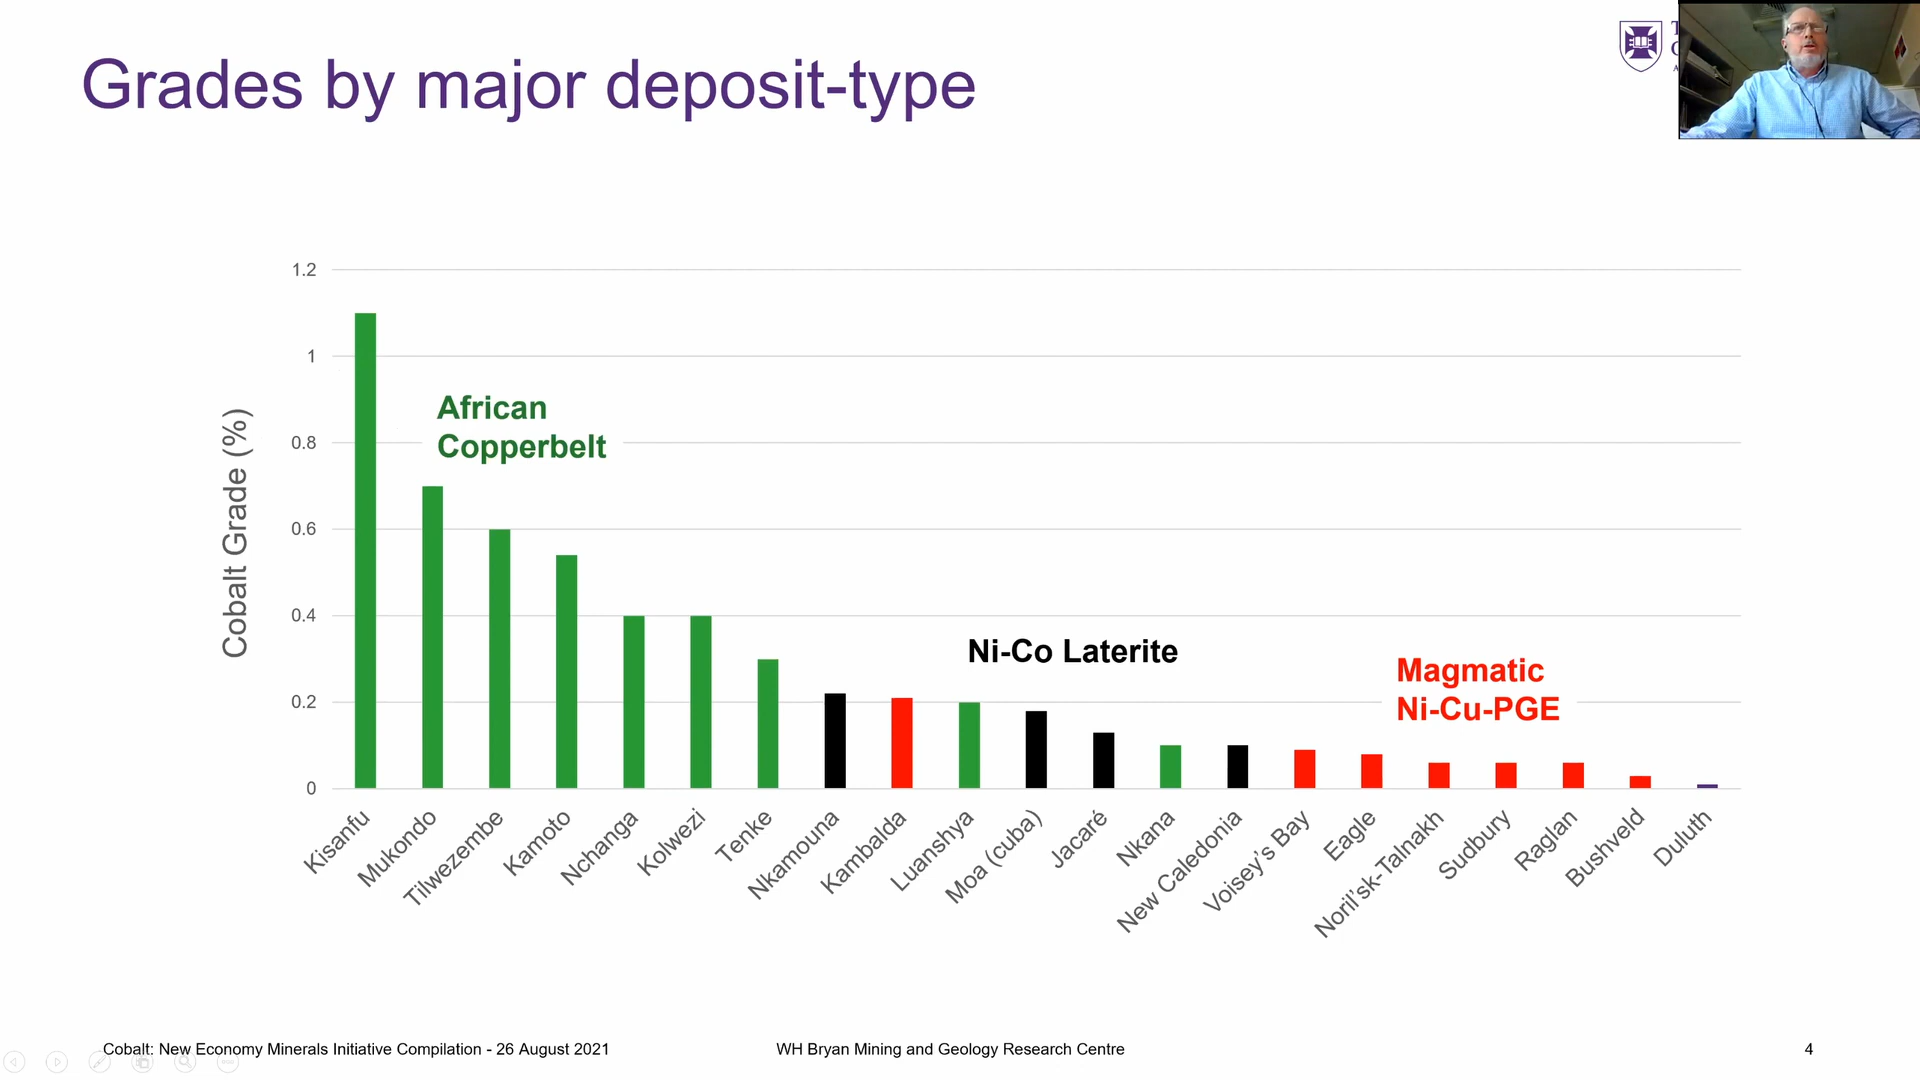 Grades by major deposit-type
1.2
1
0.8
0.6
0.4
0.2
0
Cobalt Grade (%)
African
Copperbelt
Ni-Co Laterite
Magmatic
Ni-Cu-PGE
Kisanfu
Mukondo
Tilwezembe
Kamoto
Nchanga
Kolwezi
Tenke
Nkamouna
Kambalda
Luanshya
Moa (cuba)
Jacaré
Nkana
New Caledonia
Voisey's Bay
Eagle
Noril'sk-Talnakh
Sudbury
Raglan
Bushveld
Duluth
Cobalt: New Economy Minerals Initiative Compilation - 26 August 2021
WH Bryan Mining and Geology Research Centre
4